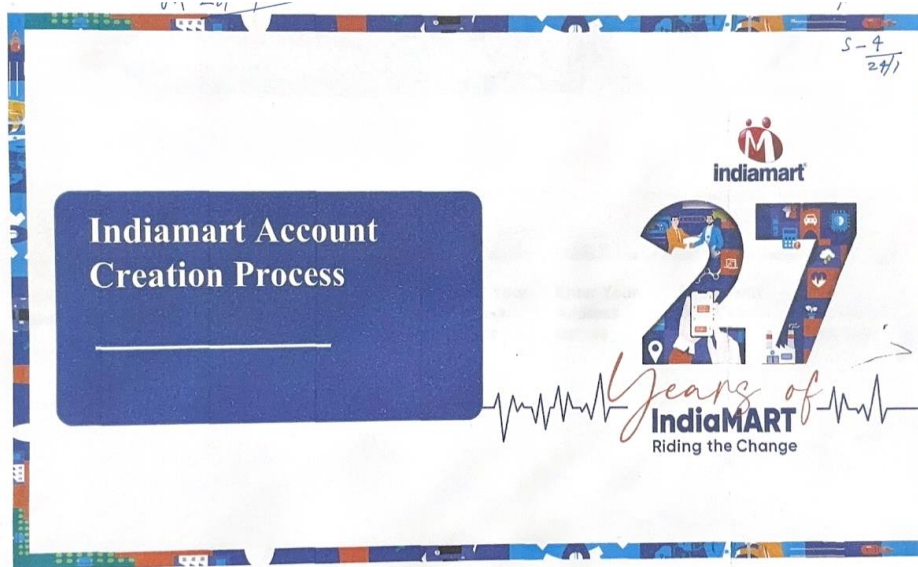 S-4
24/1
indiamart
Indiamart Account
Creation Process
27
Years of
IndiaMART
Riding the Change